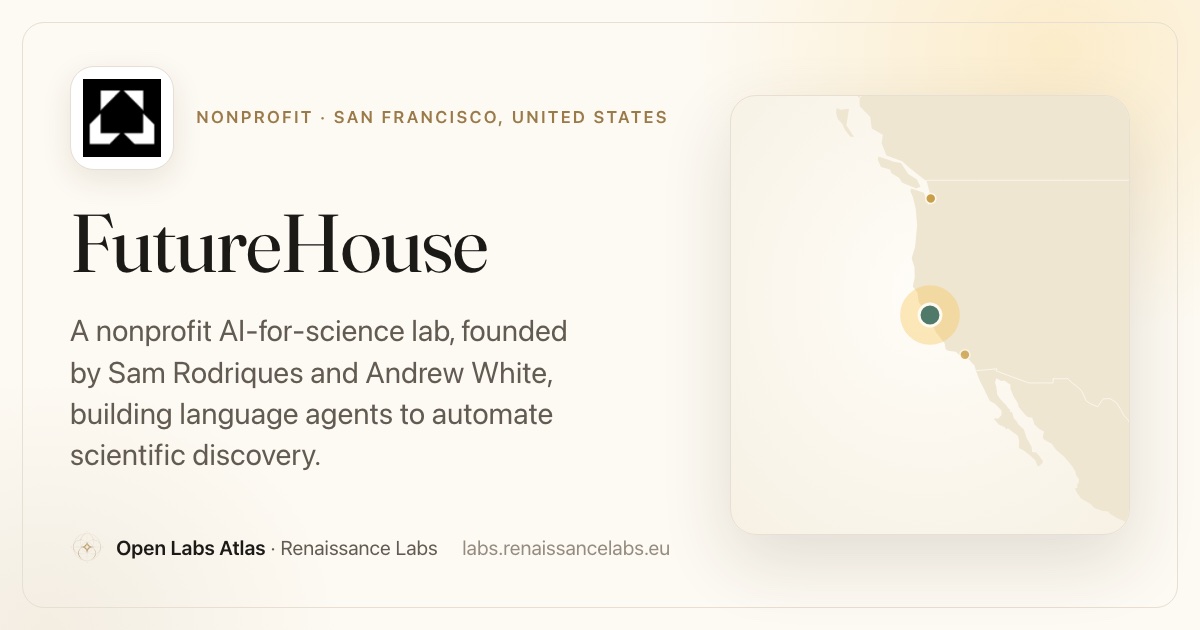 NONPROFIT · SAN FRANCISCO, UNITED STATES
FutureHouse
A nonprofit AI-for-science lab, founded
by Sam Rodriques and Andrew White,
building language agents to automate
scientific discovery.
Open Labs Atlas · Renaissance Labs labs.renaissancelabs.eu